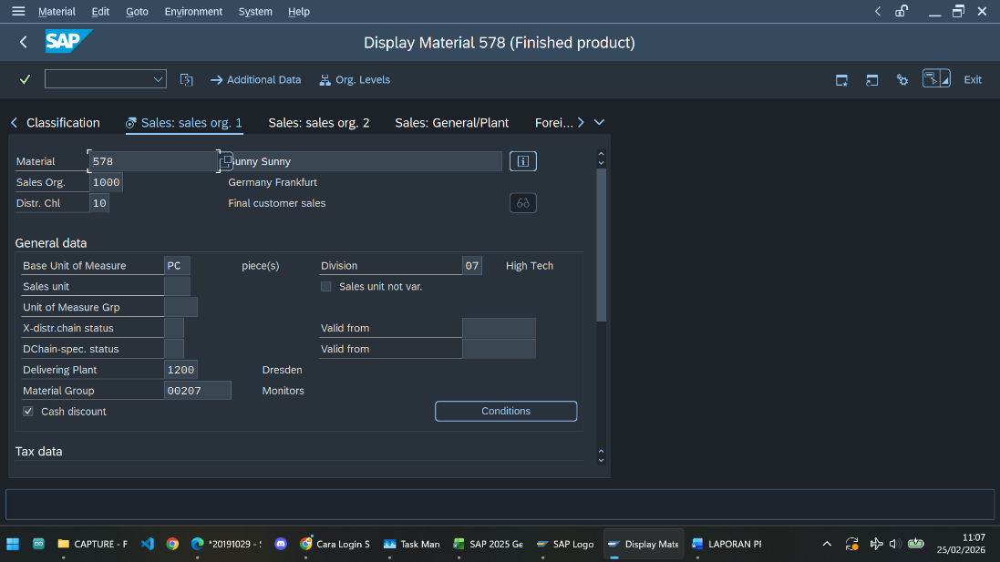 Material Edit Goto Environment System Help
SAP Display Material 578 (Finished product)
Additional Data Org. Levels Exit
Classification Sales: sales org. 1 Sales: sales org. 2 Sales: General/Plant Forei...
Material 578 Sunny Sunny
Sales Org. 1000 Germany Frankfurt
Distr. Chl 10 Final customer sales
General data
Base Unit of Measure PC piece(s) Division 07 High Tech
Sales unit Sales unit not var.
Unit of Measure Grp
X-distr.chain status Valid from
DChain-spec. status Valid from
Delivering Plant 1200 Dresden
Material Group 00207 Monitors
Cash discount Conditions
Tax data
CAPTURE - F *20191029 - S Cara Login S Task Man SAP 2025 Ge SAP Logo Display Mate LAPORAN PR 11:07
25/02/2026